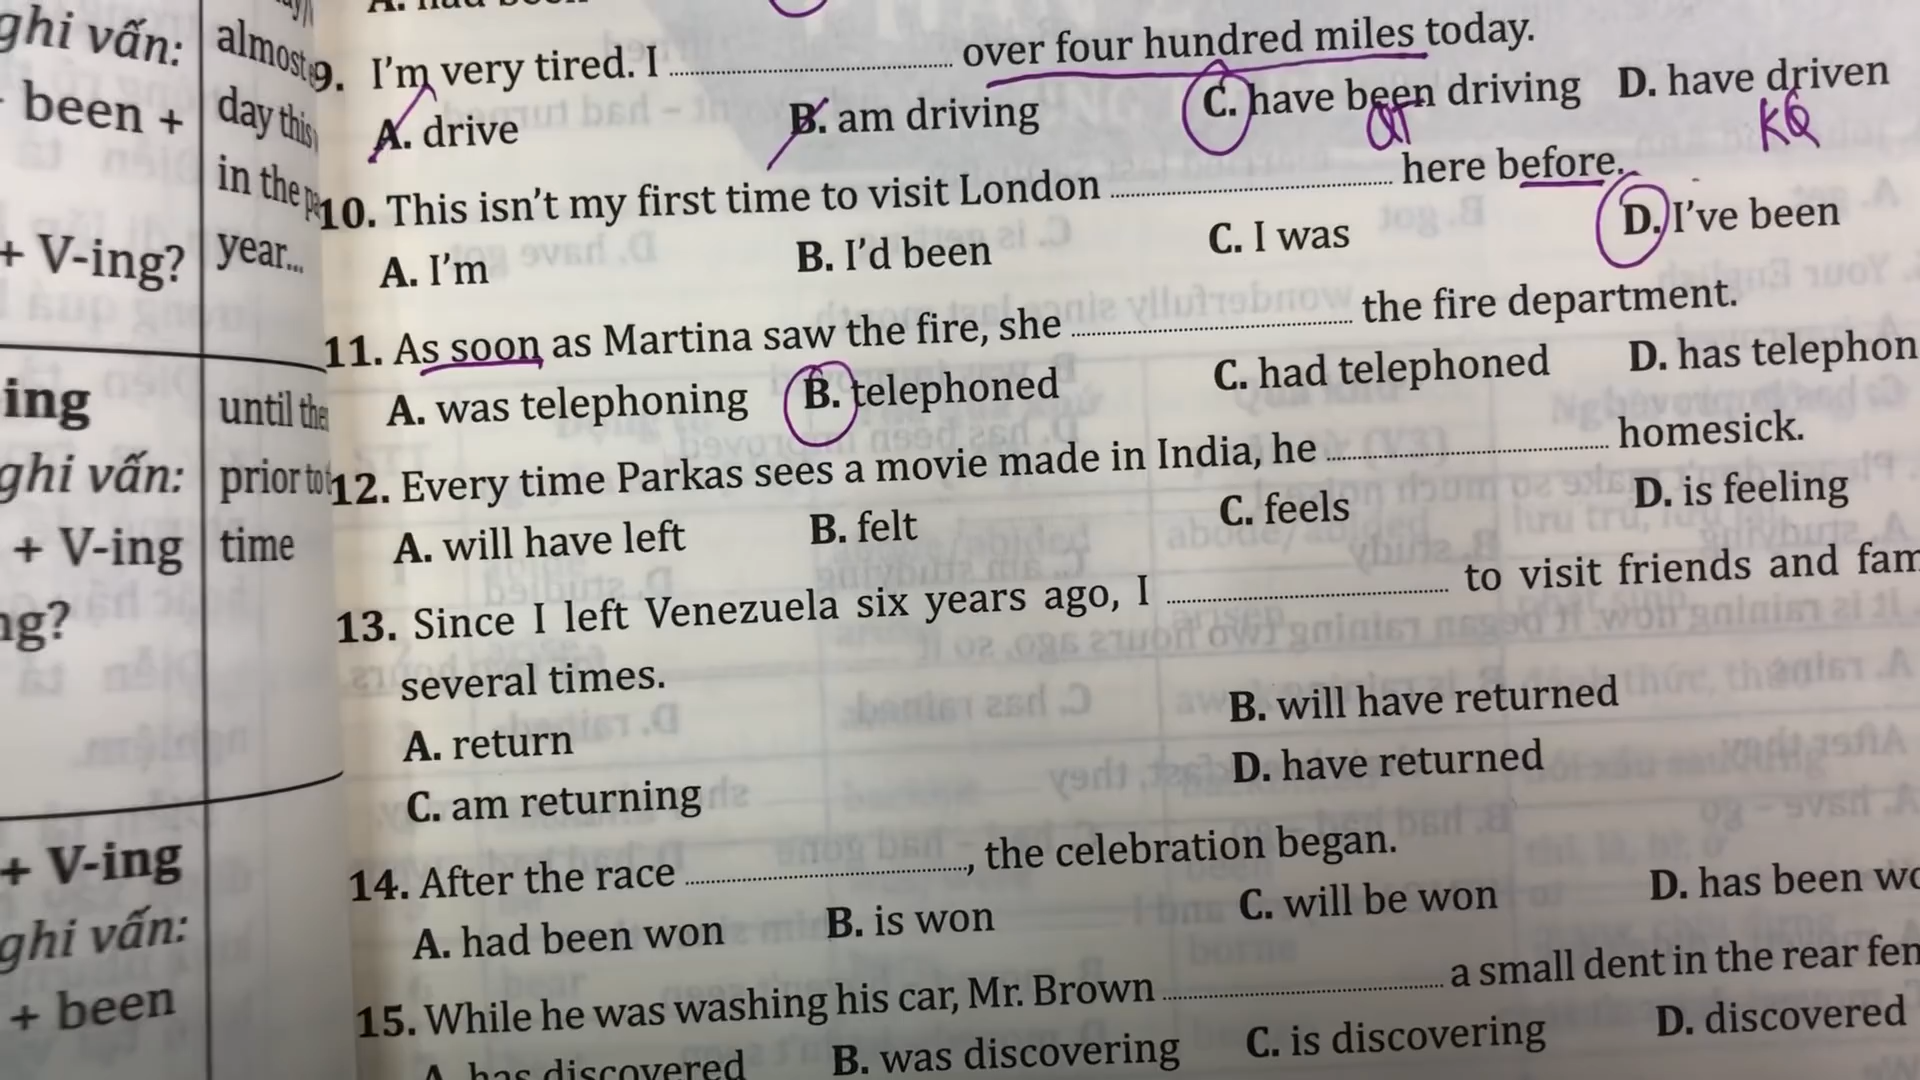 A. had been
ghi vấn:
almost
been +
day this
in the
+ V-ing?
year...
ing
until the
ghi vấn:
prior to
+ V-ing
time
ng?
+ V-ing
ghi vấn:
+ been
9. I'm very tired. I .......... over four hundred miles today.
A. drive B. am driving C. have been driving D. have driven
QT KQ
10. This isn't my first time to visit London .......... here before.
A. I'm B. I'd been C. I was D. I've been
11. As soon as Martina saw the fire, she .......... the fire department.
A. was telephoning B. telephoned C. had telephoned D. has telephon
12. Every time Parkas sees a movie made in India, he .......... homesick.
A. will have left B. felt C. feels D. is feeling
13. Since I left Venezuela six years ago, I .......... to visit friends and fam
several times.
A. return B. will have returned
C. am returning D. have returned
14. After the race .........., the celebration began.
A. had been won B. is won C. will be won D. has been wo
15. While he was washing his car, Mr. Brown .......... a small dent in the rear fen
A. has discovered B. was discovering C. is discovering D. discovered